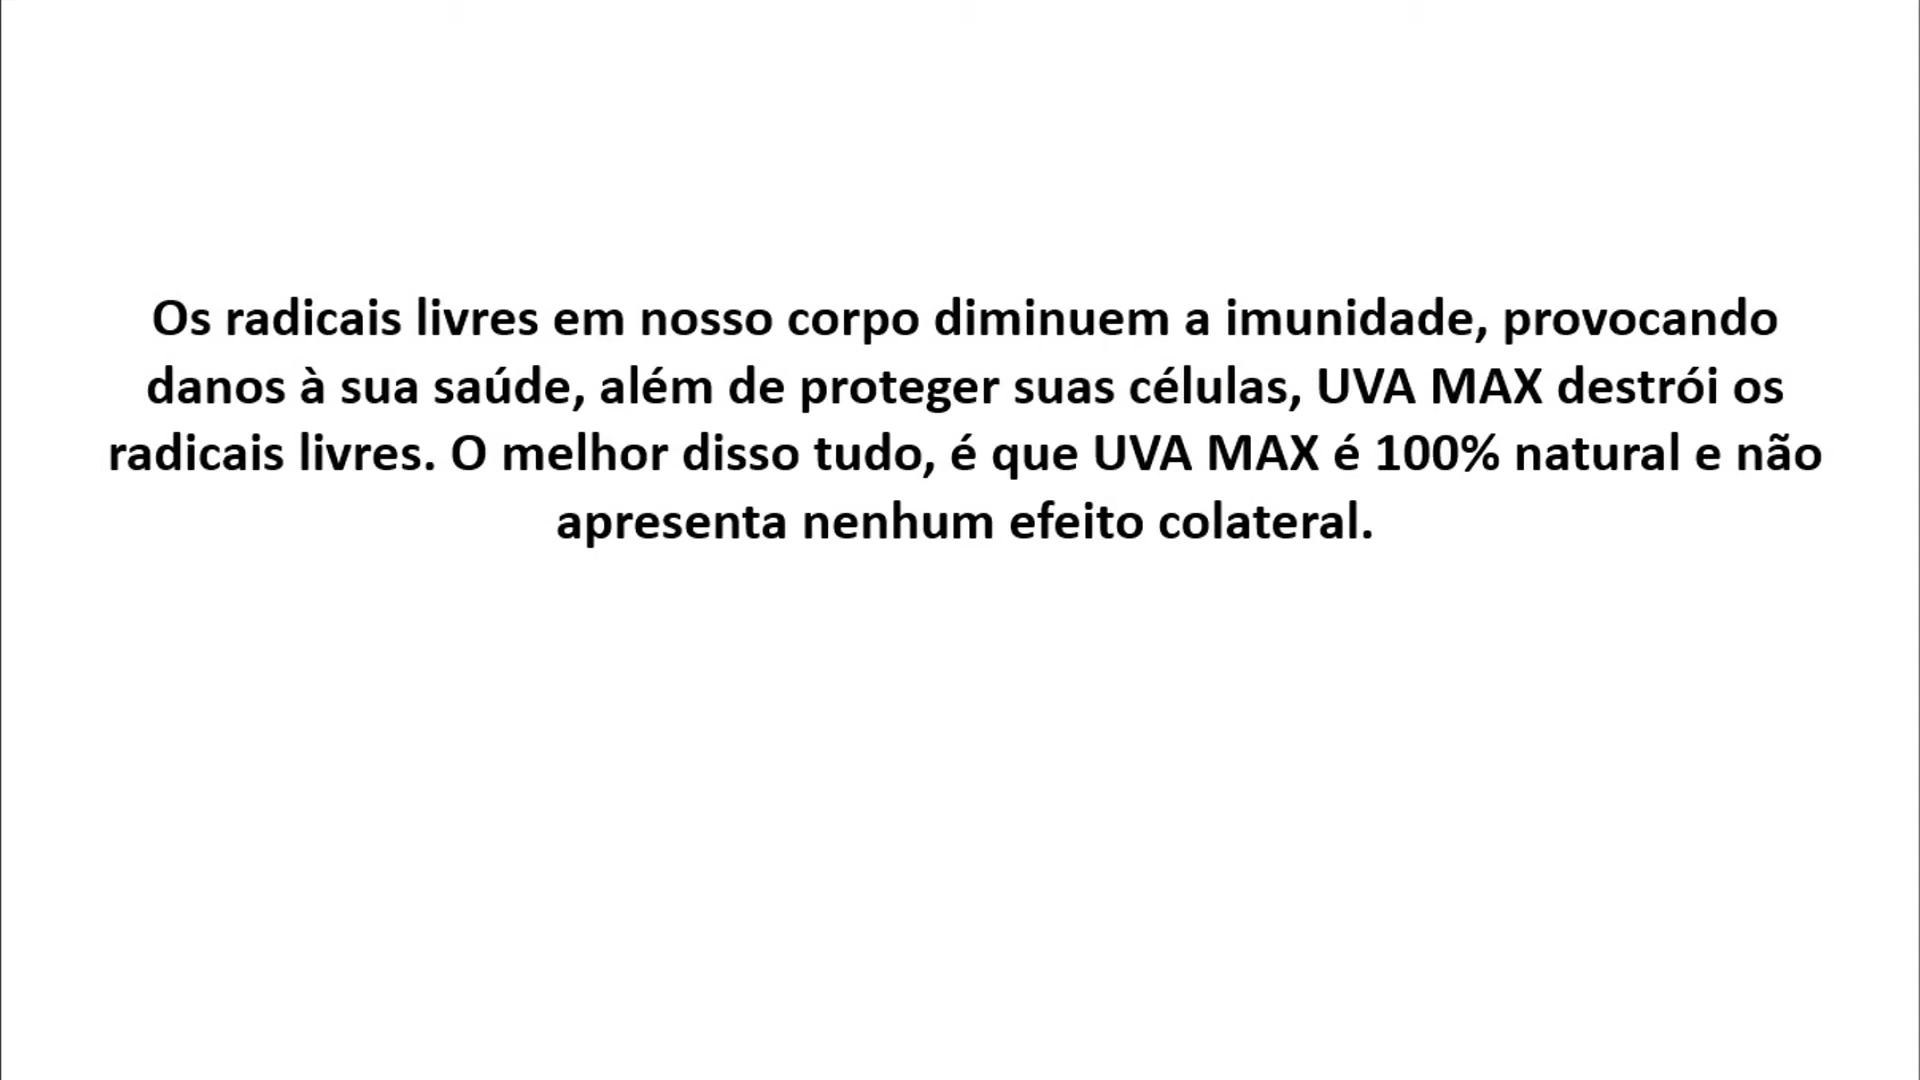 Os radicais livres em nosso corpo diminuem a imunidade, provocando
danos à sua saúde, além de proteger suas células, UVA MAX destrói os
radicais livres. O melhor disso tudo, é que UVA MAX é 100% natural e não
apresenta nenhum efeito colateral.